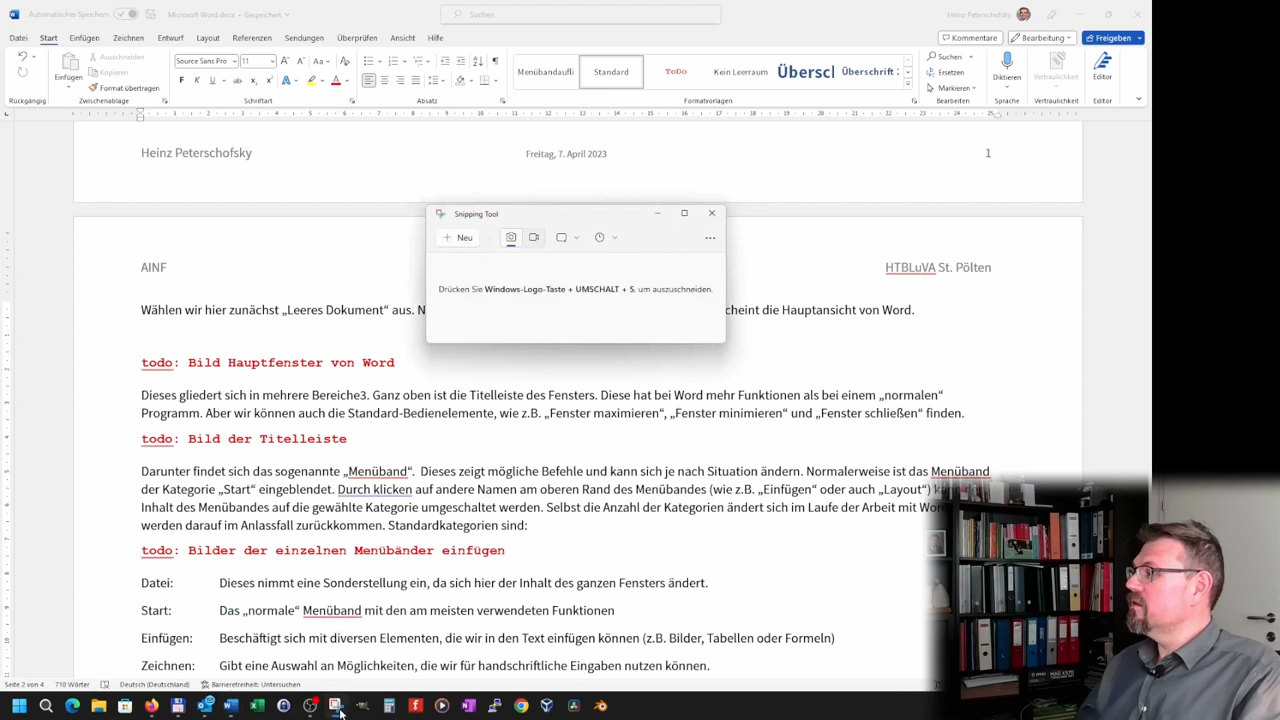 Automatisches Speichern
Microsoft Word.docx - Gespeichert
Suchen
Heinz Peterschofsky
Datei Start Einfügen Zeichnen Entwurf Layout Referenzen Sendungen Überprüfen Ansicht Hilfe
Kommentare Bearbeitung Freigeben
Einfügen
Ausschneiden
Kopieren
Format übertragen
Source Sans Pro 11
Menübandaufli Standard ToDo Kein Leerraum Überscl Überschrift
Suchen
Ersetzen
Markieren
Diktieren
Vertraulichkeit
Editor
Rückgängig Zwischenablage Schriftart Absatz Formatvorlagen Bearbeiten Sprache Vertraulichkeit Editor
Heinz Peterschofsky Freitag, 7. April 2023 1
Snipping Tool
Neu
Drücken Sie Windows-Logo-Taste + UMSCHALT + S, um auszuschneiden.
AINF HTBLuVA St. Pölten
Wählen wir hier zunächst „Leeres Dokument“ aus. N cheint die Hauptansicht von Word.
todo: Bild Hauptfenster von Word
Dieses gliedert sich in mehrere Bereiche3. Ganz oben ist die Titelleiste des Fensters. Diese hat bei Word mehr Funktionen als bei einem „normalen“
Programm. Aber wir können auch die Standard-Bedienelemente, wie z.B. „Fenster maximieren“, „Fenster minimieren“ und „Fenster schließen“ finden.
todo: Bild der Titelleiste
Darunter findet sich das sogenannte „Menüband“. Dieses zeigt mögliche Befehle und kann sich je nach Situation ändern. Normalerweise ist das Menüband
der Kategorie „Start“ eingeblendet. Durch klicken auf andere Namen am oberen Rand des Menübandes (wie z.B. „Einfügen“ oder auch „Layout“)
Inhalt des Menübandes auf die gewählte Kategorie umgeschaltet werden. Selbst die Anzahl der Kategorien ändert sich im Laufe der Arbeit mit Wor
werden darauf im Anlassfall zurückkommen. Standardkategorien sind:
todo: Bilder der einzelnen Menübänder einfügen
Datei: Dieses nimmt eine Sonderstellung ein, da sich hier der Inhalt des ganzen Fensters ändert.
Start: Das „normale“ Menüband mit den am meisten verwendeten Funktionen
Einfügen: Beschäftigt sich mit diversen Elementen, die wir in den Text einfügen können (z.B. Bilder, Tabellen oder Formeln)
Zeichnen: Gibt eine Auswahl an Möglichkeiten, die wir für handschriftliche Eingaben nutzen können.
Seite 2 von 4 710 Wörter Deutsch (Deutschland) Barrierefreiheit: Untersuchen